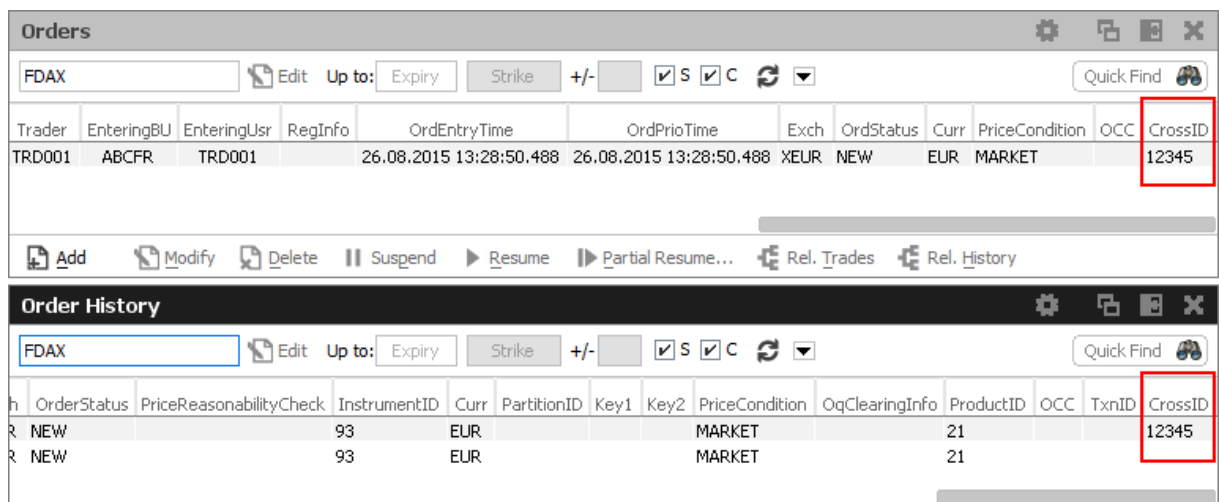 Orders
FDAX Edit Up to: Expiry Strike +/- S C Quick Find
Trader EnteringBU EnteringUsr RegInfo OrdEntryTime OrdPrioTime Exch OrdStatus Curr PriceCondition OCC CrossID
TRD001 ABCFR TRD001 26.08.2015 13:28:50.488 26.08.2015 13:28:50.488 XEUR NEW EUR MARKET 12345
Add Modify Delete Suspend Resume Partial Resume... Rel. Trades Rel. History
Order History
FDAX Edit Up to: Expiry Strike +/- S C Quick Find
h OrderStatus PriceReasonabilityCheck InstrumentID Curr PartitionID Key1 Key2 PriceCondition OqClearingInfo ProductID OCC TxnID CrossID
R NEW 93 EUR MARKET 21 12345
R NEW 93 EUR MARKET 21